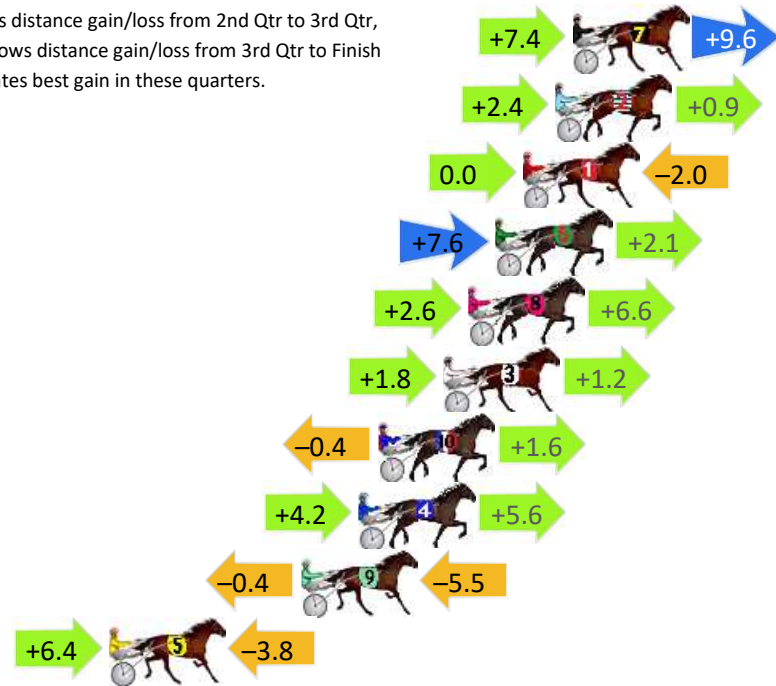 s distance gain/loss from 2nd Qtr to 3rd Qtr,
ows distance gain/loss from 3rd Qtr to Finish
ates best gain in these quarters.
+7.4 7 +9.6
+2.4 2 +0.9
0.0 1 –2.0
+7.6 6 +2.1
+2.6 8 +6.6
+1.8 3 +1.2
–0.4 10 +1.6
+4.2 4 +5.6
–0.4 9 –5.5
+6.4 5 –3.8